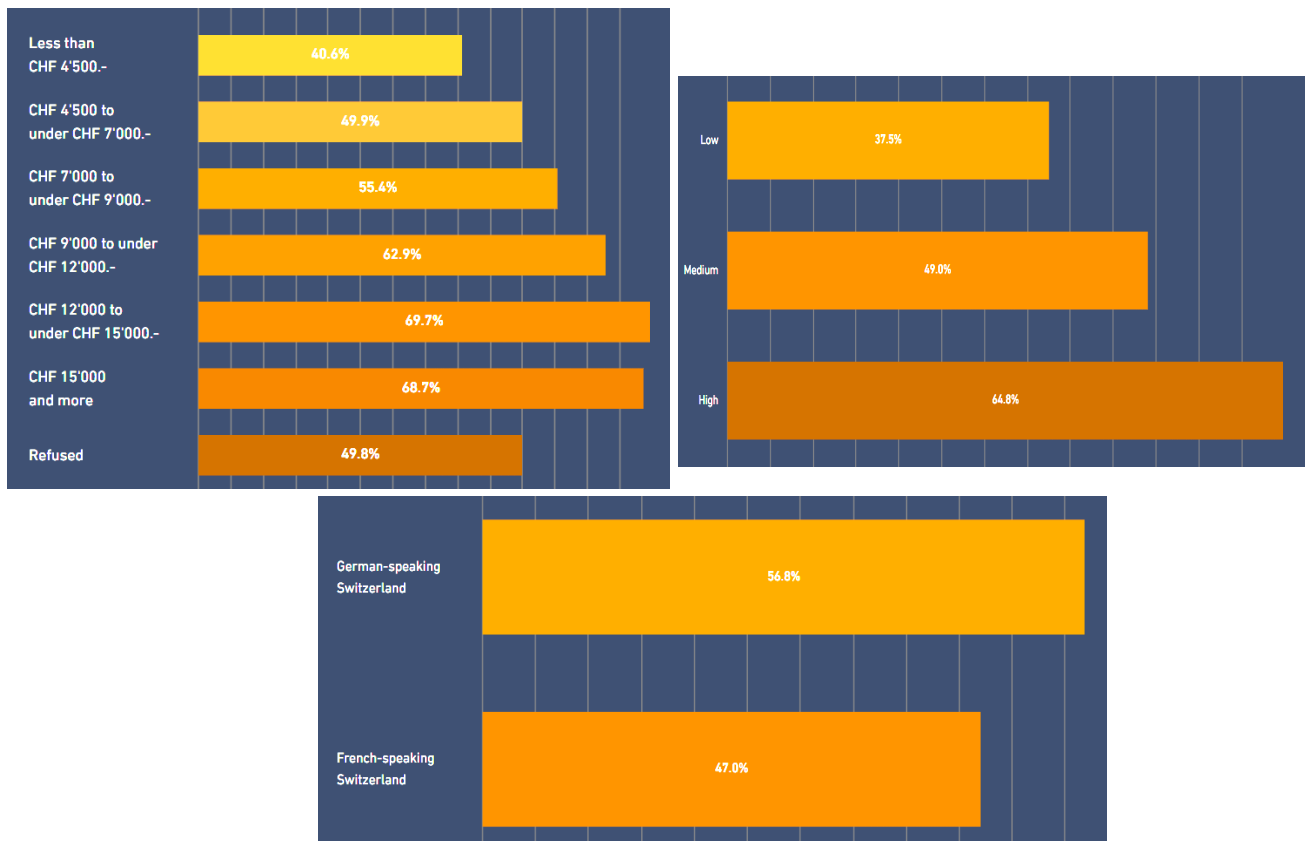 Less than
CHF 4'500.-
40.6%
CHF 4'500 to
under CHF 7'000.-
49.9%
CHF 7'000 to
under CHF 9'000.-
55.4%
CHF 9'000 to under
CHF 12'000.-
62.9%
CHF 12'000 to
under CHF 15'000.-
69.7%
CHF 15'000
and more
68.7%
Refused
49.8%
Low
37.5%
Medium
49.0%
High
64.8%
German-speaking
Switzerland
56.8%
French-speaking
Switzerland
47.0%